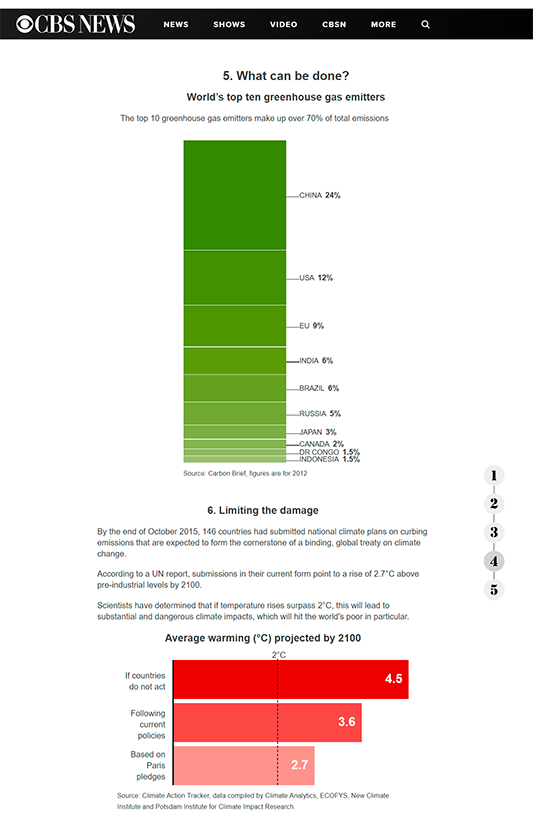 CBS NEWS NEWS SHOWS VIDEO CBSN MORE
5. What can be done?
World's top ten greenhouse gas emitters
The top 10 greenhouse gas emitters make up over 70% of total emissions
CHINA 24%
USA 12%
EU 9%
INDIA 6%
BRAZIL 6%
RUSSIA 5%
JAPAN 3%
CANADA 2%
DR CONGO 1.5%
INDONESIA 1.5%
Source: Carbon Brief, figures are for 2012
1
2
3
4
5
6. Limiting the damage
By the end of October 2015, 146 countries had submitted national climate plans on curbing
emissions that are expected to form the cornerstone of a binding, global treaty on climate
change.
According to a UN report, submissions in their current form point to a rise of 2.7°C above
pre-industrial levels by 2100.
Scientists have determined that if temperature rises surpass 2°C, this will lead to
substantial and dangerous climate impacts, which will hit the world's poor in particular.
Average warming (°C) projected by 2100
2°C
If countries
do not act
4.5
Following
current
policies
3.6
Based on
Paris
pledges
2.7
Source: Climate Action Tracker, data compiled by Climate Analytics, ECOFYS, New Climate
Institute and Potsdam Institute for Climate Impact Research.